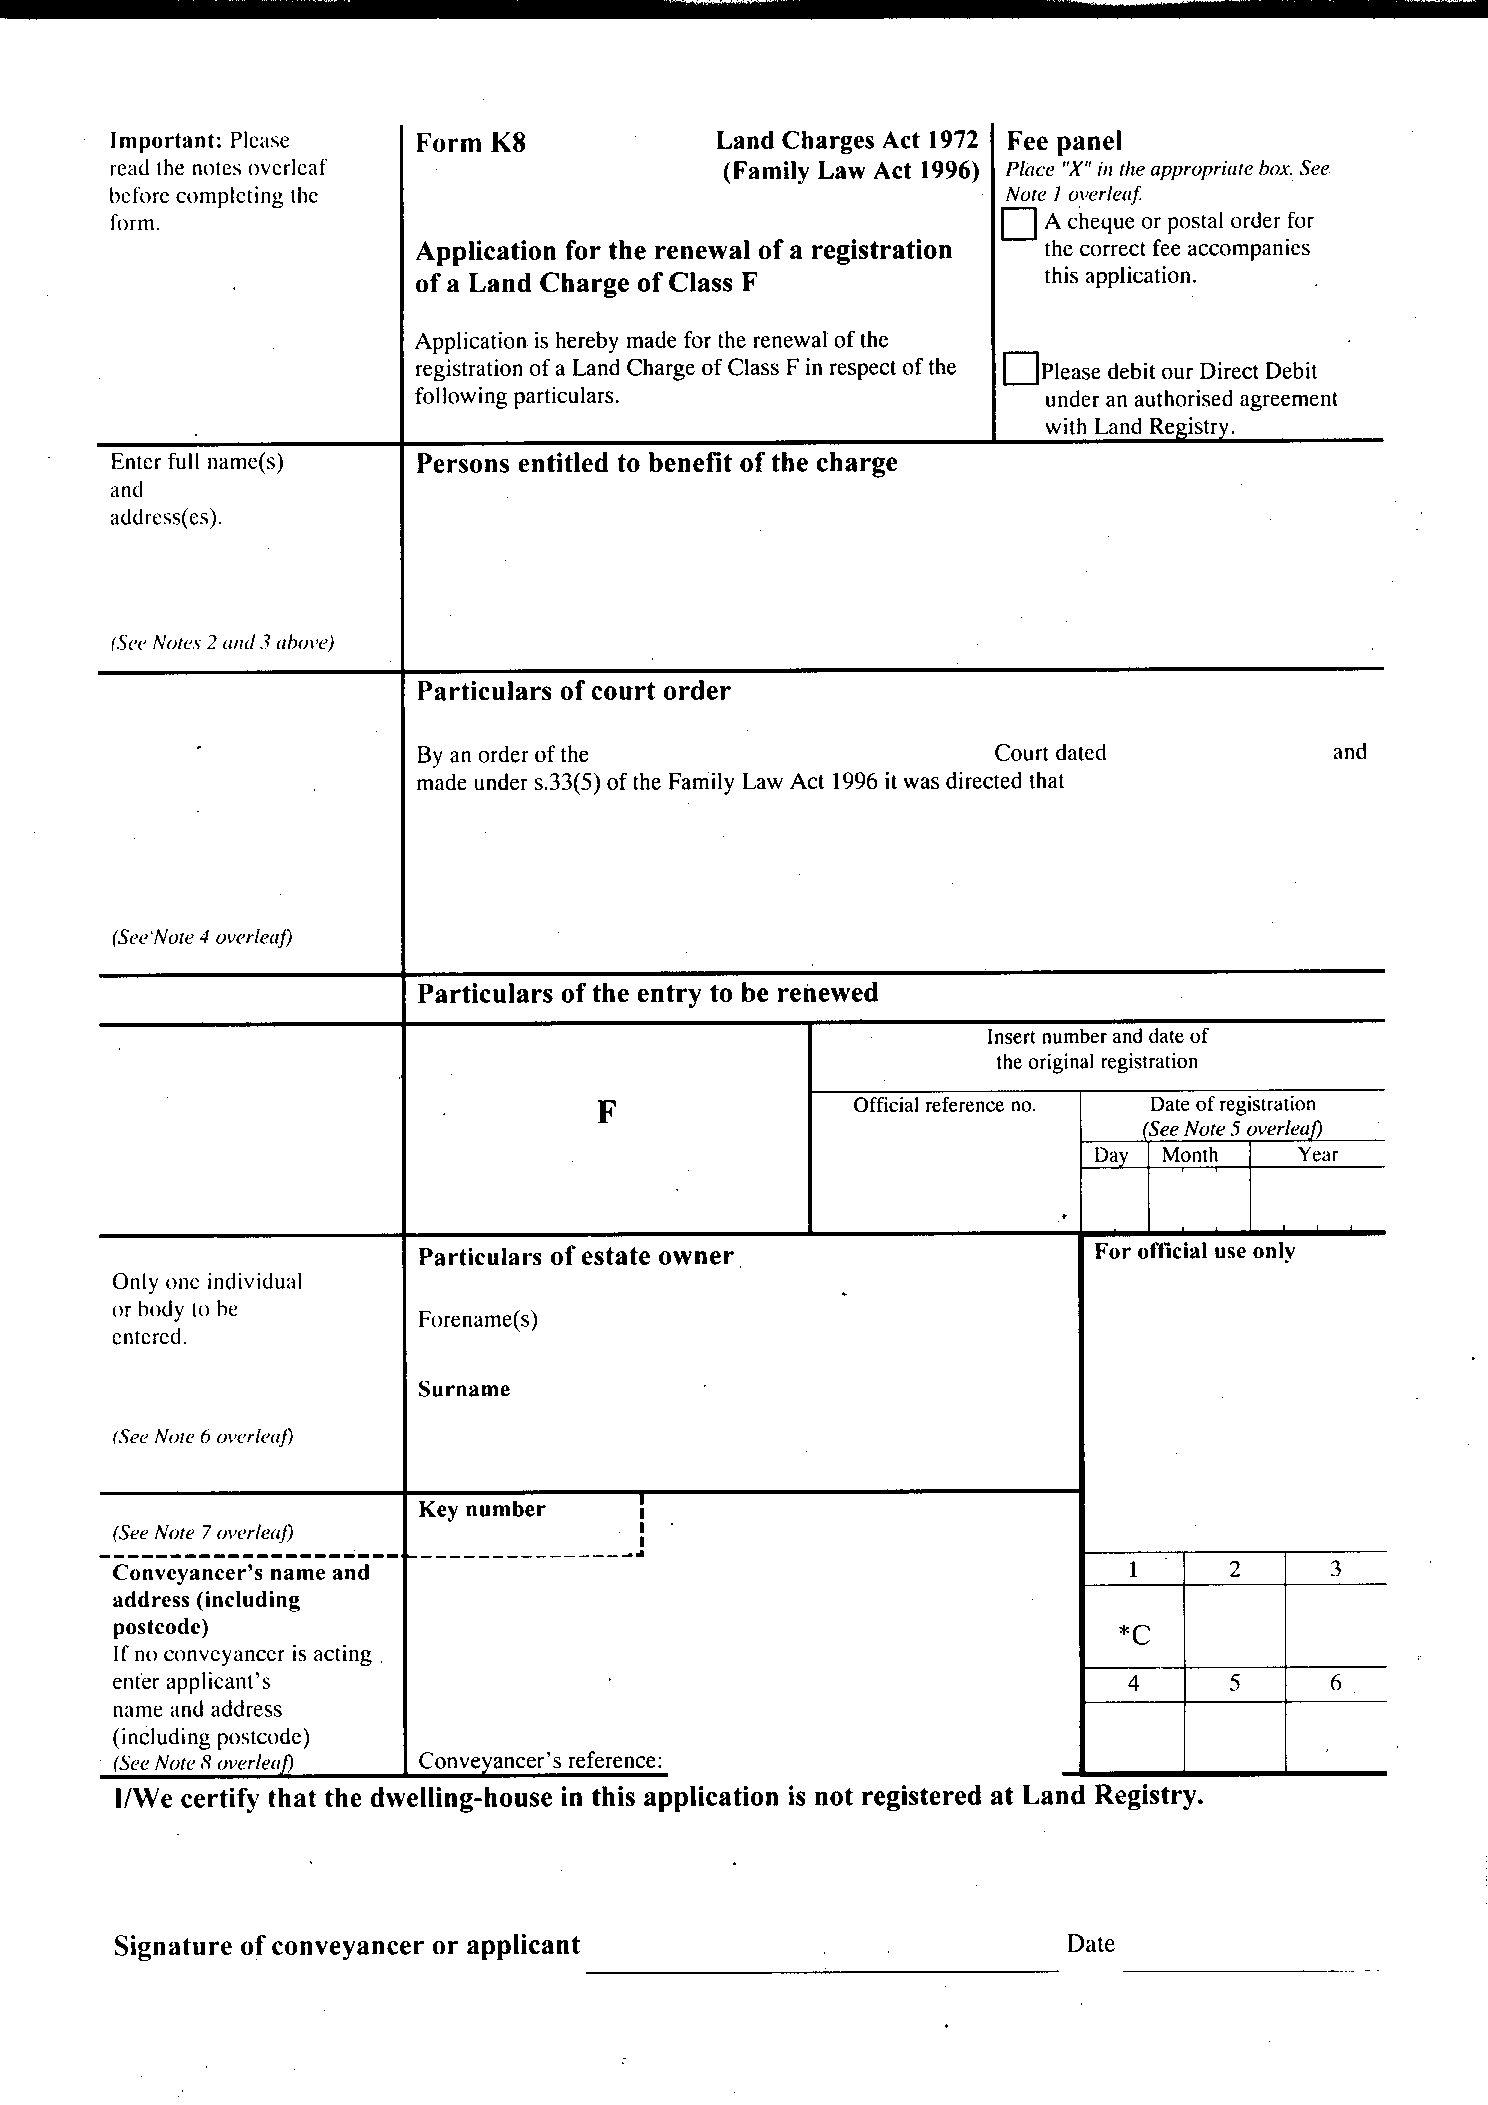 Important: Please
read the notes overleaf
before completing the
form.
Form K8
Land Charges Act 1972
(Family Law Act 1996)
Application for the renewal of a registration
of a Land Charge of Class F
Application is hereby made for the renewal of the
registration of a Land Charge of Class F in respect of the
following particulars.
Fee panel
Place "X" in the appropriate box. See
Note 1 overleaf.
A cheque or postal order for
the correct fee accompanies
this application.
Please debit our Direct Debit
under an authorised agreement
with Land Registry.
Enter full name(s)
and
address(es).
(See Notes 2 and 3 above)
Persons entitled to benefit of the charge
Particulars of court order
By an order of the Court dated and
made under s.33(5) of the Family Law Act 1996 it was directed that
(See Note 4 overleaf)
Particulars of the entry to be renewed
F
Insert number and date of
the original registration
Official reference no.
Date of registration
(See Note 5 overleaf)
Day Month Year
Only one individual
or body to be
entered.
(See Note 6 overleaf)
Particulars of estate owner
Forename(s)
Surname
For official use only
(See Note 7 overleaf)
Key number
Conveyancer's name and
address (including
postcode)
If no conveyancer is acting
enter applicant's
name and address
(including postcode)
(See Note 8 overleaf)
Conveyancer's reference:
1 2 3
*C
4 5 6
I/We certify that the dwelling-house in this application is not registered at Land Registry.
Signature of conveyancer or applicant
Date